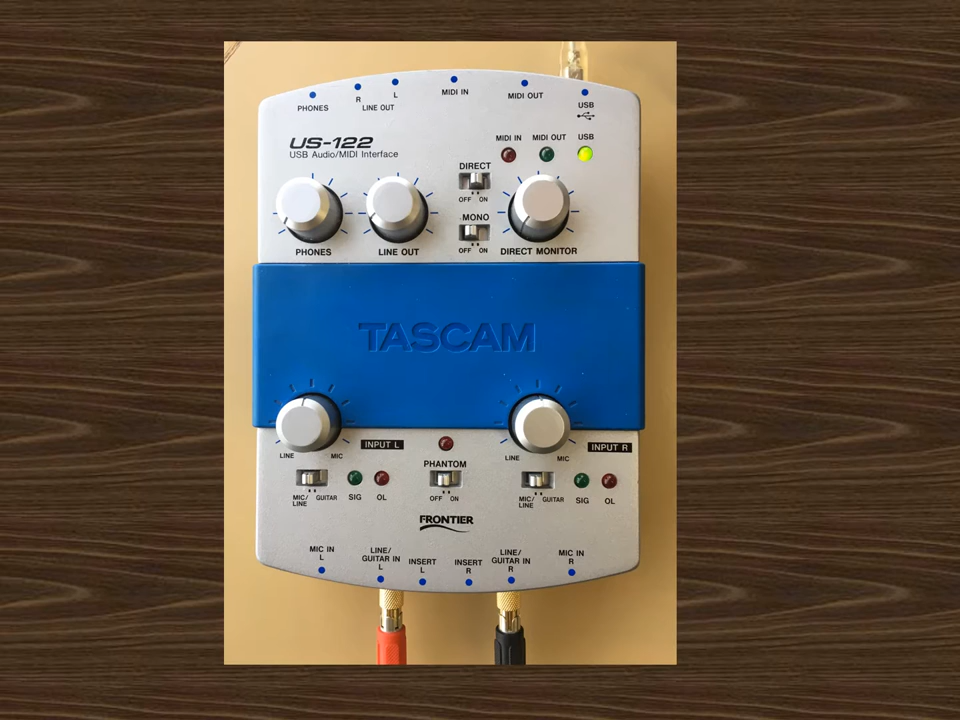 PHONES
R
L
LINE OUT
MIDI IN
MIDI OUT
USB
US-122
USB Audio/MIDI Interface
MIDI IN
MIDI OUT
USB
DIRECT
OFF
ON
MONO
OFF
ON
PHONES
LINE OUT
DIRECT MONITOR
TASCAM
LINE
MIC
INPUT L
LINE
MIC
INPUT R
PHANTOM
OFF
ON
MIC/
LINE
GUITAR
SIG
OL
MIC/
LINE
GUITAR
SIG
OL
FRONTIER
MIC IN
L
LINE/
GUITAR IN
L
INSERT
L
INSERT
R
LINE/
GUITAR IN
R
MIC IN
R